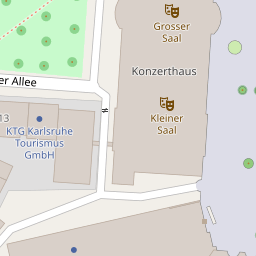 Grosser
Saal
Konzerthaus
er Allee
Kleiner
Saal
13
KTG Karlsruhe
Tourismus
GmbH